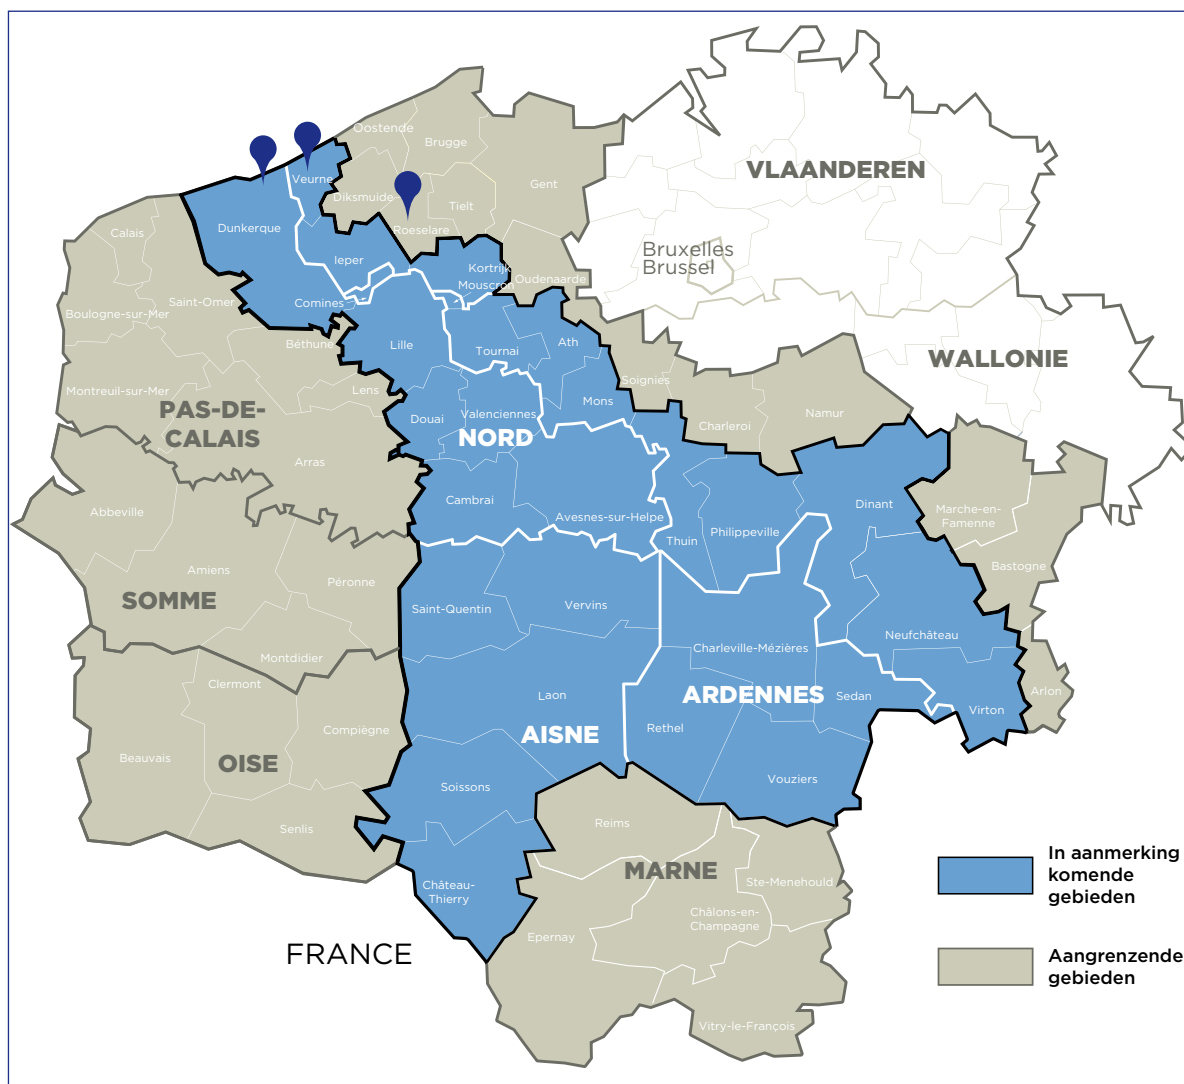 Oostende
Brugge
VLAANDEREN
Veurne
Gent
Diksmuide
Tielt
Dunkerque
Roeselare
Calais
Bruxelles
Brussel
Ieper
Kortrijk
Mouscron
Oudenaarde
Saint-Omer
Comines
Boulogne-sur-Mer
Béthune
Lille
Tournai
Ath
WALLONIE
Soignies
Montreuil-sur-Mer
Lens
Mons
Namur
PAS-DE-
CALAIS
Douai
Valenciennes
Charleroi
NORD
Arras
Cambrai
Dinant
Abbeville
Avesnes-sur-Helpe
Marche-en-
Famenne
Thuin
Philippeville
Bastogne
Amiens
Péronne
SOMME
Saint-Quentin
Vervins
Neufchâteau
Montdidier
Charleville-Mézières
Clermont
Laon
ARDENNES
Sedan
Arlon
Virton
Compiègne
Rethel
AISNE
Beauvais
OISE
Vouziers
Soissons
Senlis
Reims
MARNE
In aanmerking
komende
gebieden
Château-
Thierry
Ste-Menehould
Châlons-en-
Champagne
Epernay
FRANCE
Aangrenzende
gebieden
Vitry-le-François